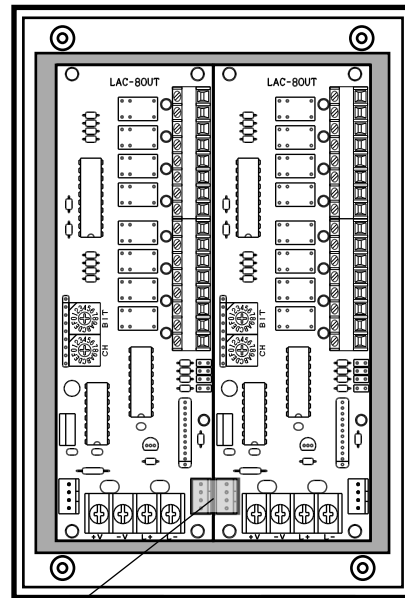 LAC-8OUT LAC-8OUT
BIT BIT
CH CH
+V -V L+ L- +V -V L+ L-